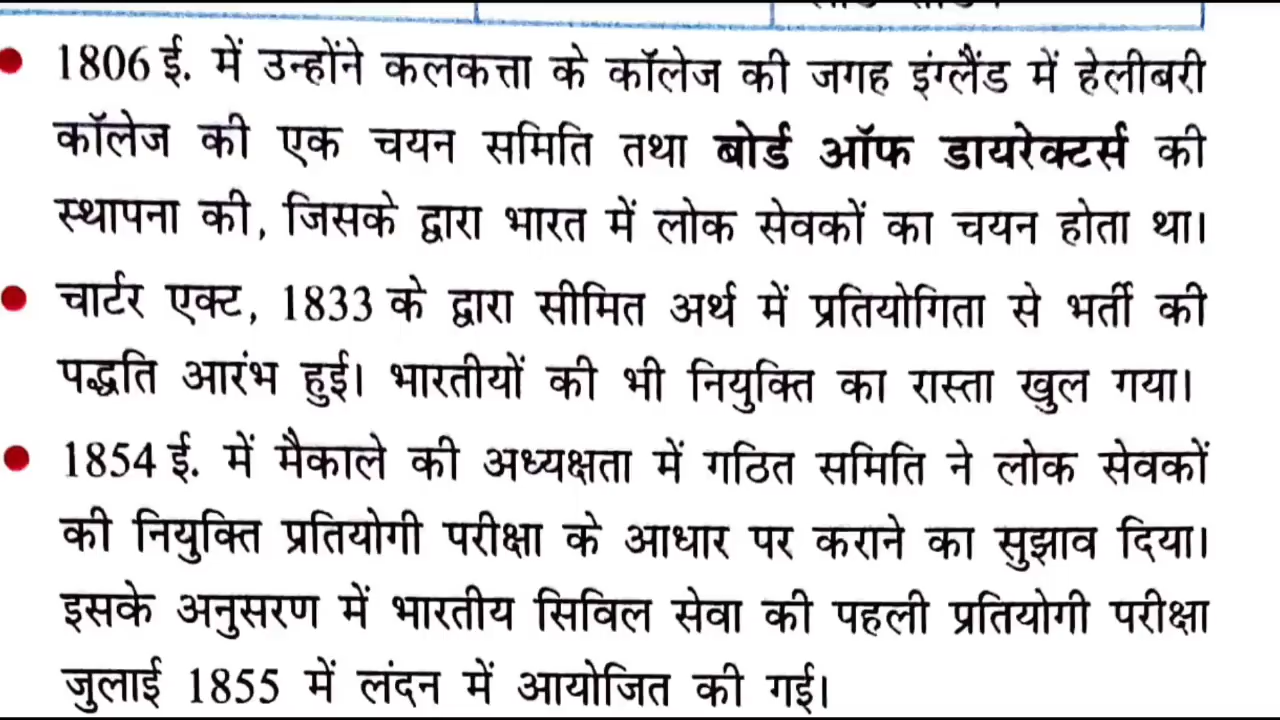 1806 ई. में उन्होंने कलकत्ता के कॉलेज की जगह इंग्लैंड में हेलीबरी
कॉलेज की एक चयन समिति तथा बोर्ड ऑफ डायरेक्टर्स की
स्थापना की, जिसके द्वारा भारत में लोक सेवकों का चयन होता था।
चार्टर एक्ट, 1833 के द्वारा सीमित अर्थ में प्रतियोगिता से भर्ती की
पद्धति आरंभ हुई। भारतीयों की भी नियुक्ति का रास्ता खुल गया।
1854 ई. में मैकाले की अध्यक्षता में गठित समिति ने लोक सेवकों
की नियुक्ति प्रतियोगी परीक्षा के आधार पर कराने का सुझाव दिया।
इसके अनुसरण में भारतीय सिविल सेवा की पहली प्रतियोगी परीक्षा
जुलाई 1855 में लंदन में आयोजित की गई।